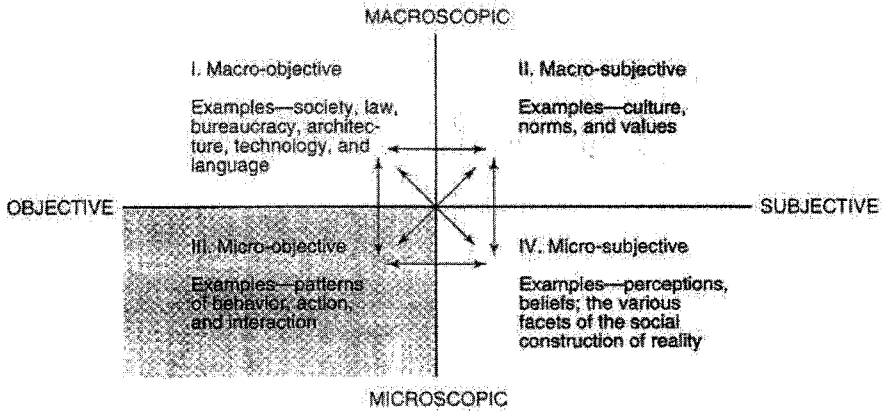 MACROSCOPIC
I. Macro-objective
Examples—society, law,
bureaucracy, architec-
ture, technology, and
language
II. Macro-subjective
Examples—culture,
norms, and values
OBJECTIVE
SUBJECTIVE
III. Micro-objective
Examples—patterns
of behavior, action,
and interaction
IV. Micro-subjective
Examples—perceptions,
beliefs; the various
facets of the social
construction of reality
MICROSCOPIC